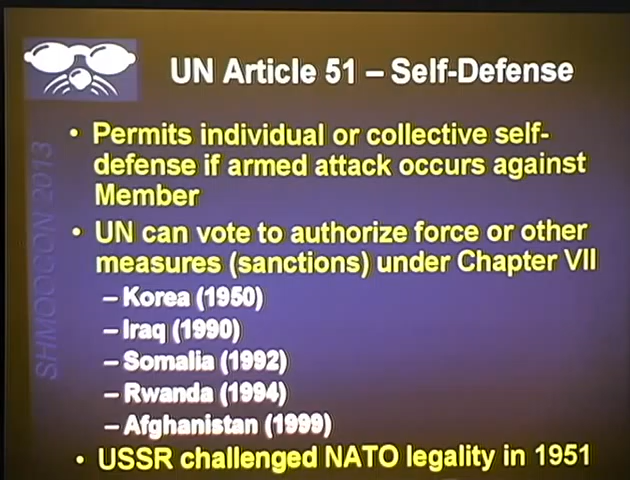 UN Article 51 – Self-Defense
• Permits individual or collective self-
defense if armed attack occurs against
Member
• UN can vote to authorize force or other
measures (sanctions) under Chapter VII
– Korea (1950)
– Iraq (1990)
– Somalia (1992)
– Rwanda (1994)
– Afghanistan (1999)
• USSR challenged NATO legality in 1951
SHMOOCON 2013